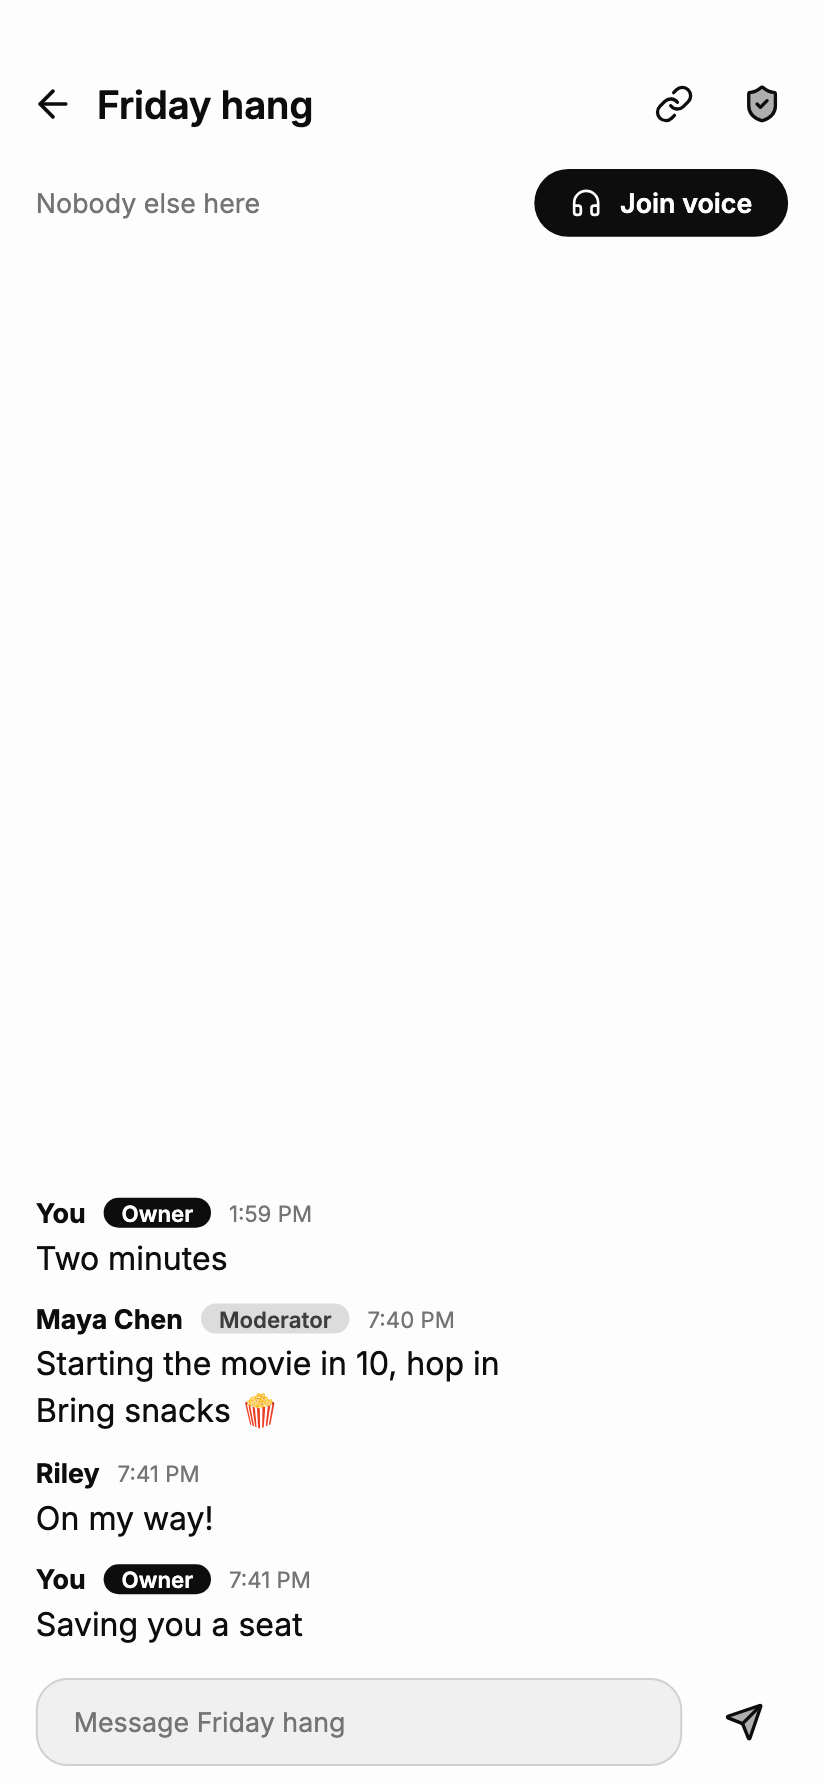 Friday hang
Nobody else here
Join voice
You Owner 1:59 PM
Two minutes
Maya Chen Moderator 7:40 PM
Starting the movie in 10, hop in
Bring snacks 🍿
Riley 7:41 PM
On my way!
You Owner 7:41 PM
Saving you a seat
Message Friday hang